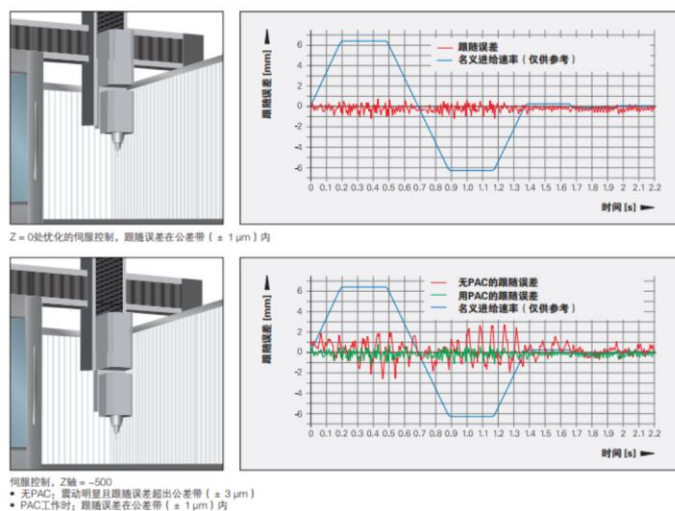 跟随误差 [mm]
6
4
2
0
-2
-4
-6
跟随误差
名义进给速率（仅供参考）
0 0.1 0.2 0.3 0.4 0.5 0.6 0.7 0.8 0.9 1.0 1.1 1.2 1.3 1.4 1.5 1.6 1.7 1.8 1.9 2 2.1 2.2
时间 [s]
Z = 0处优化的伺服控制，跟随误差在公差带（ ± 1 μm ）内
跟随误差 [mm]
6
4
2
0
-2
-4
-6
无PAC的跟随误差
用PAC的跟随误差
名义进给速率（仅供参考）
0 0.1 0.2 0.3 0.4 0.5 0.6 0.7 0.8 0.9 1.0 1.1 1.2 1.3 1.4 1.5 1.6 1.7 1.8 1.9 2 2.1 2.2
时间 [s]
伺服控制，Z轴 = −500
• 无PAC：震动明显且跟随误差超出公差带（ ± 3 μm ）
• PAC工作时：跟随误差在公差带（ ± 1 μm ）内